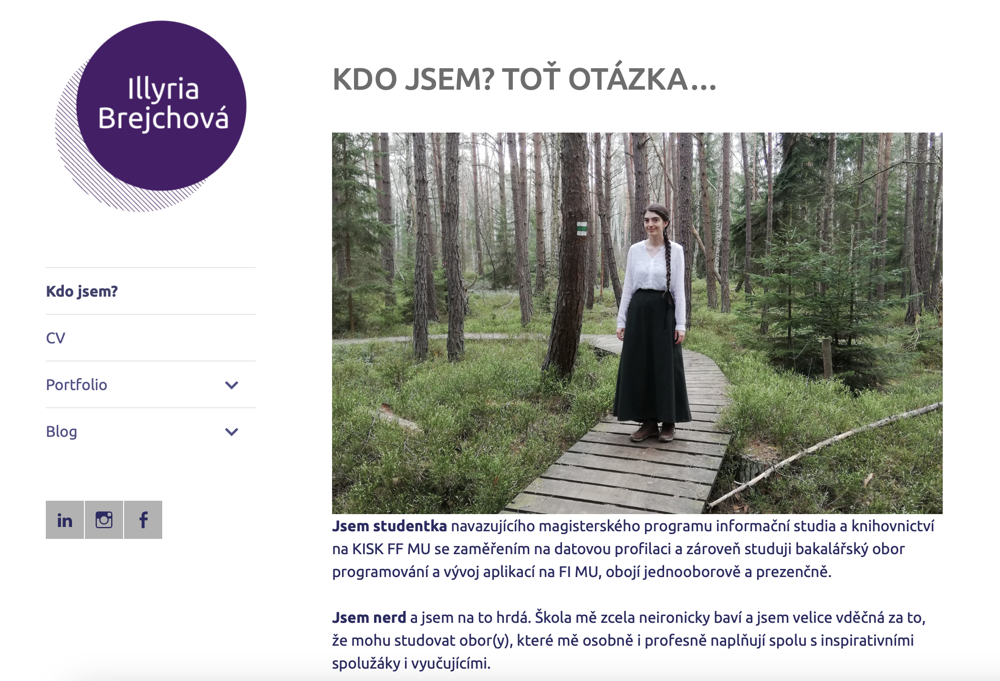 Illyria
Brejchová
Kdo jsem?
CV
Portfolio
Blog
in
f
KDO JSEM? TOŤ OTÁZKA...
Jsem studentka navazujícího magisterského programu informační studia a knihovnictví
na KISK FF MU se zaměřením na datovou profilaci a zároveň studuji bakalářský obor
programování a vývoj aplikací na FI MU, obojí jednooborově a prezenčně.
Jsem nerd a jsem na to hrdá. Škola mě zcela neironicky baví a jsem velice vděčná za to,
že mohu studovat obor(y), které mě osobně i profesně naplňují spolu s inspirativními
spolužáky i vyučujícími.